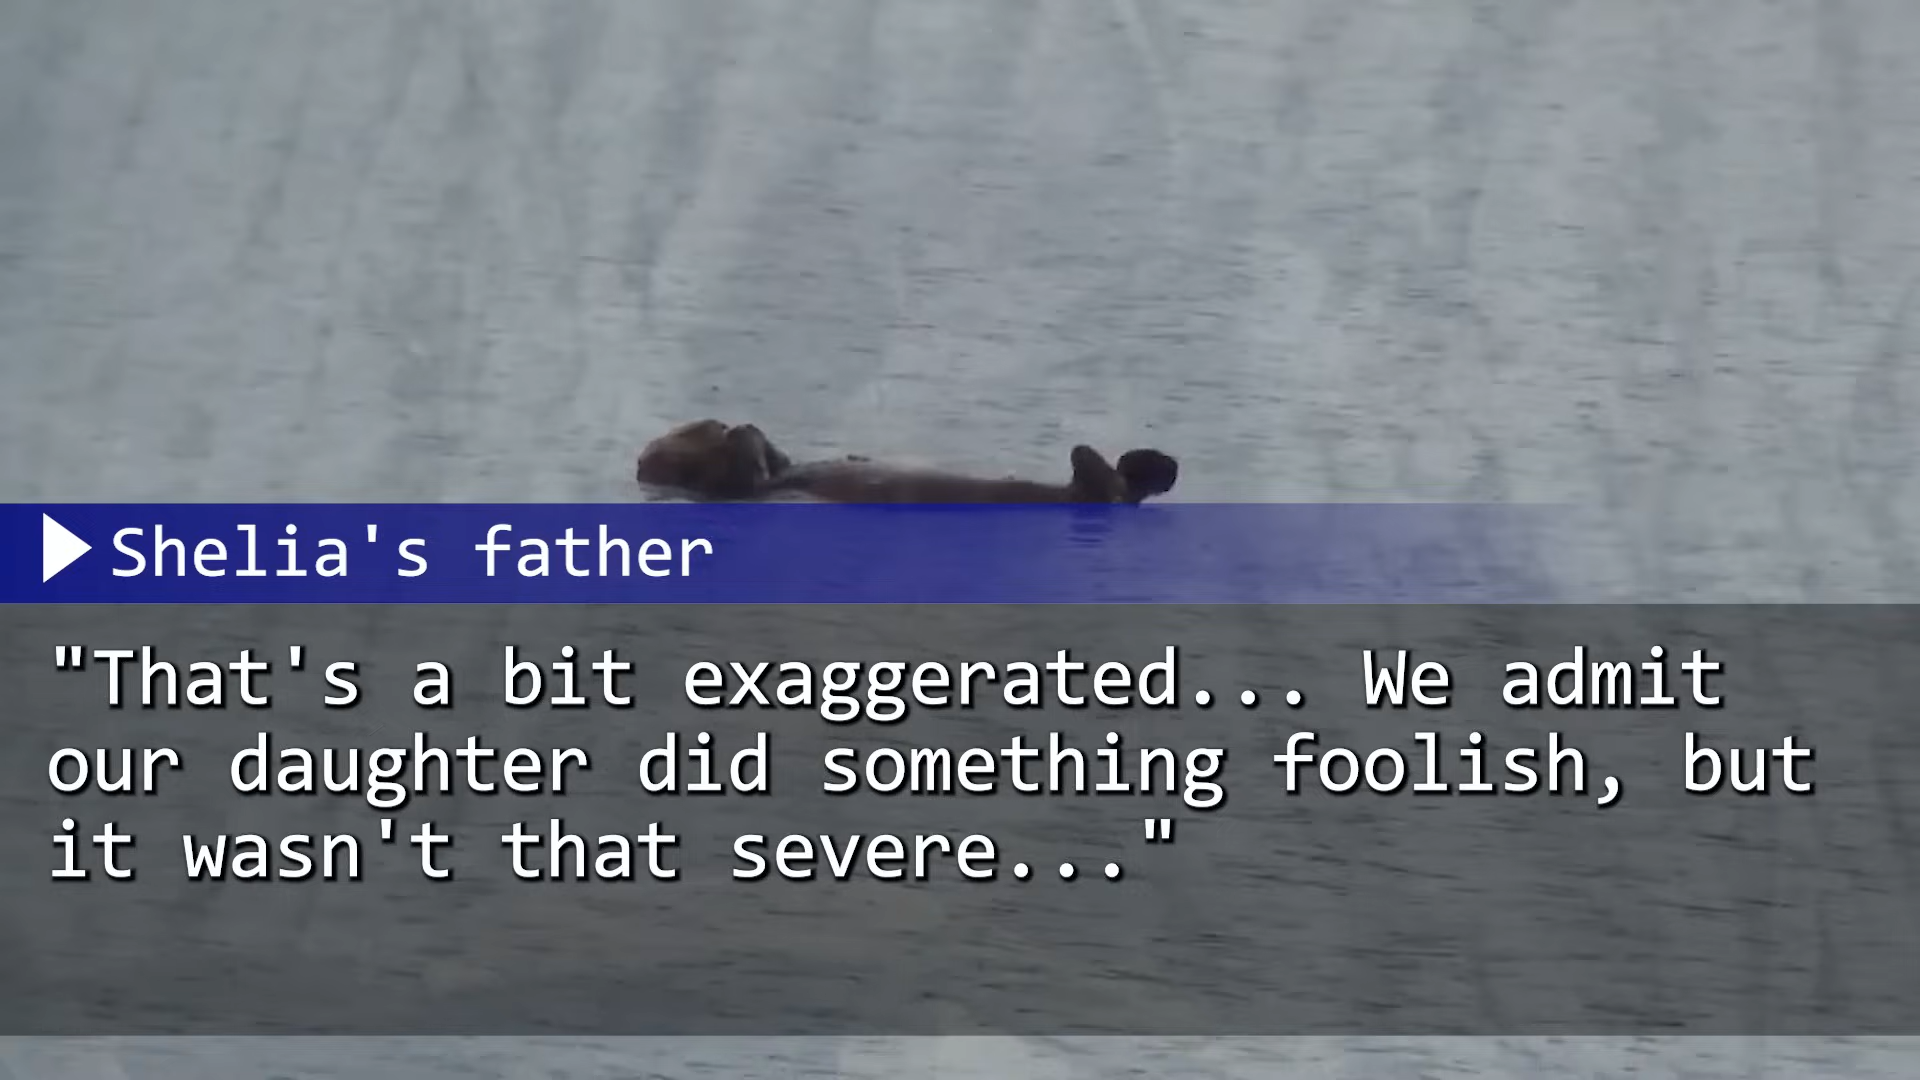 Shelia's father
"That's a bit exaggerated... We admit
our daughter did something foolish, but
it wasn't that severe..."